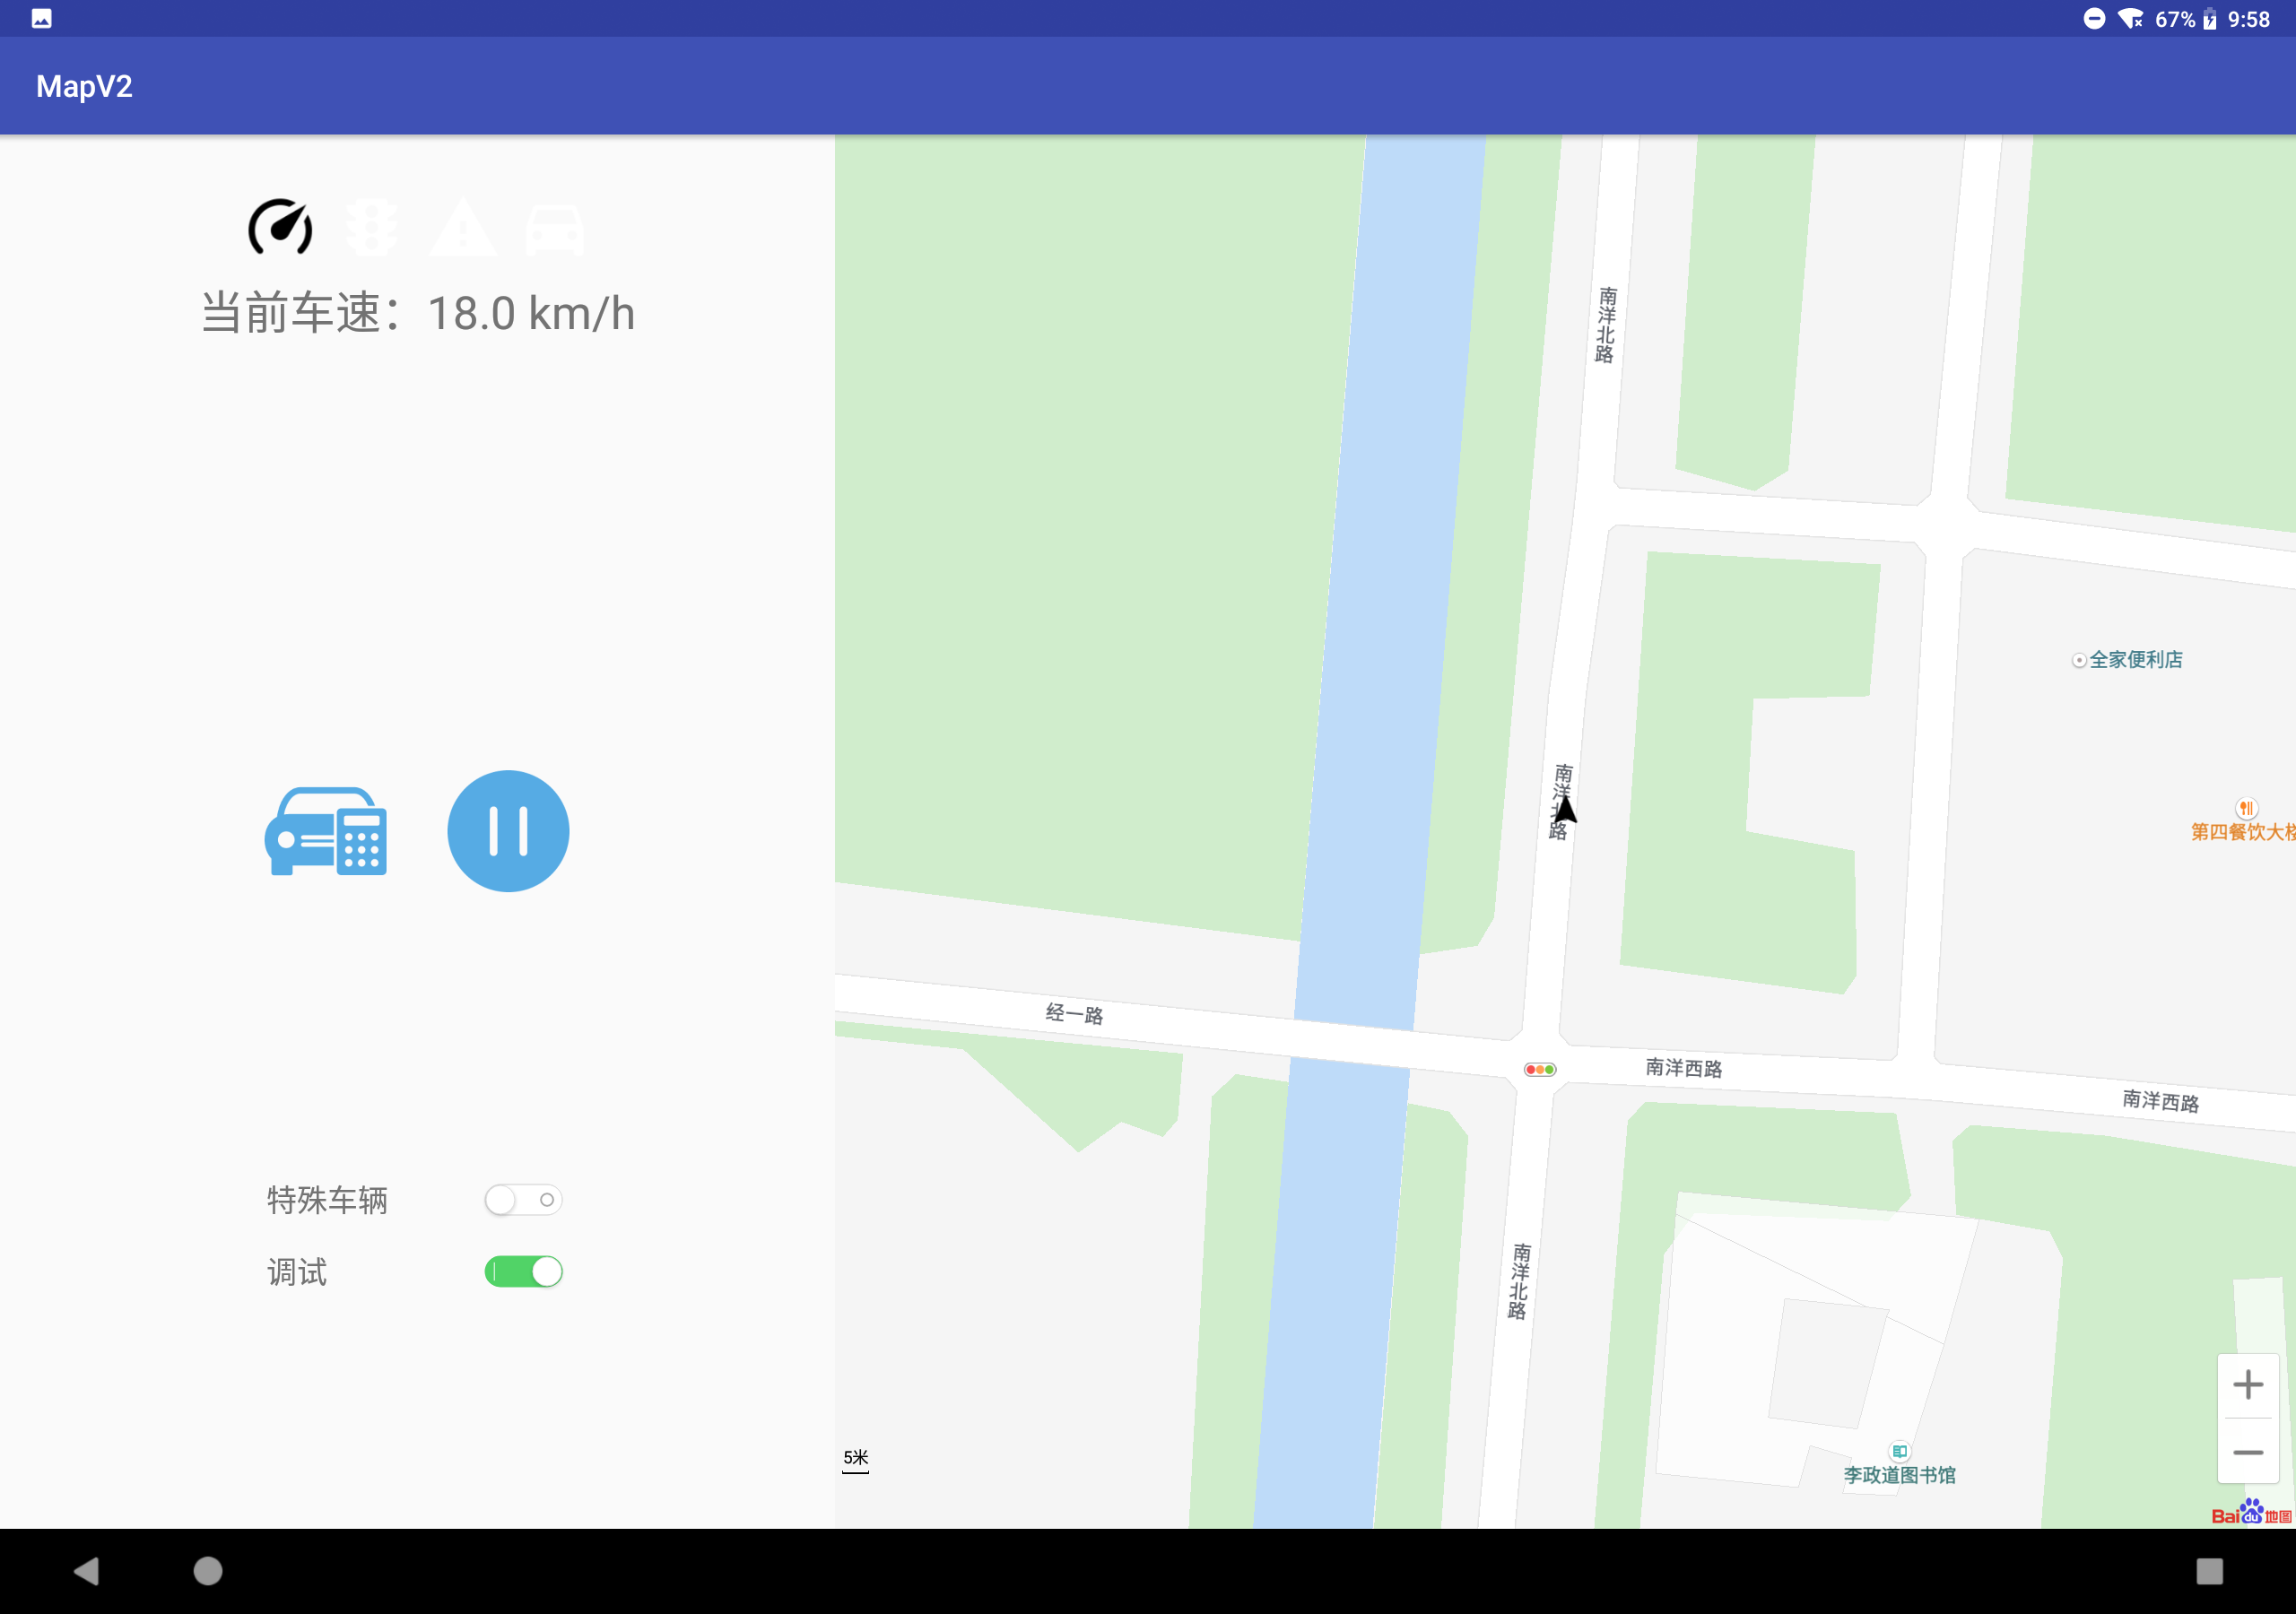 67% 9:58
MapV2
当前车速：18.0 km/h
特殊车辆
调试
南洋北路
全家便利店
南洋北路
第四餐饮大楼
经一路
南洋西路
南洋西路
南洋北路
5米
李政道图书馆
Baidu地图